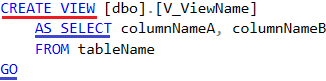 CREATE VIEW [dbo].[V_ViewName]
AS SELECT columnNameA, columnNameB
FROM tableName
GO